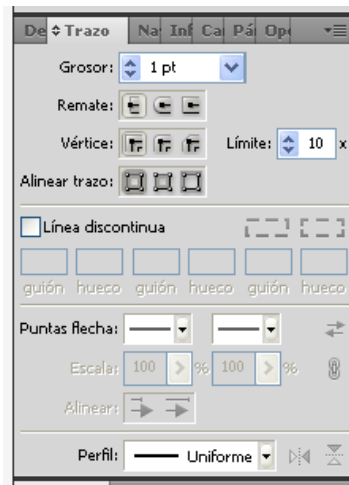 De Trazo Na Inf Ca Pá Ope
Grosor: 1 pt
Remate:
Vértice: Límite: 10 x
Alinear trazo:
Línea discontinua
guión hueco guión hueco guión hueco
Puntas flecha:
Escala: 100 % 100 %
Alinear:
Perfil: Uniforme